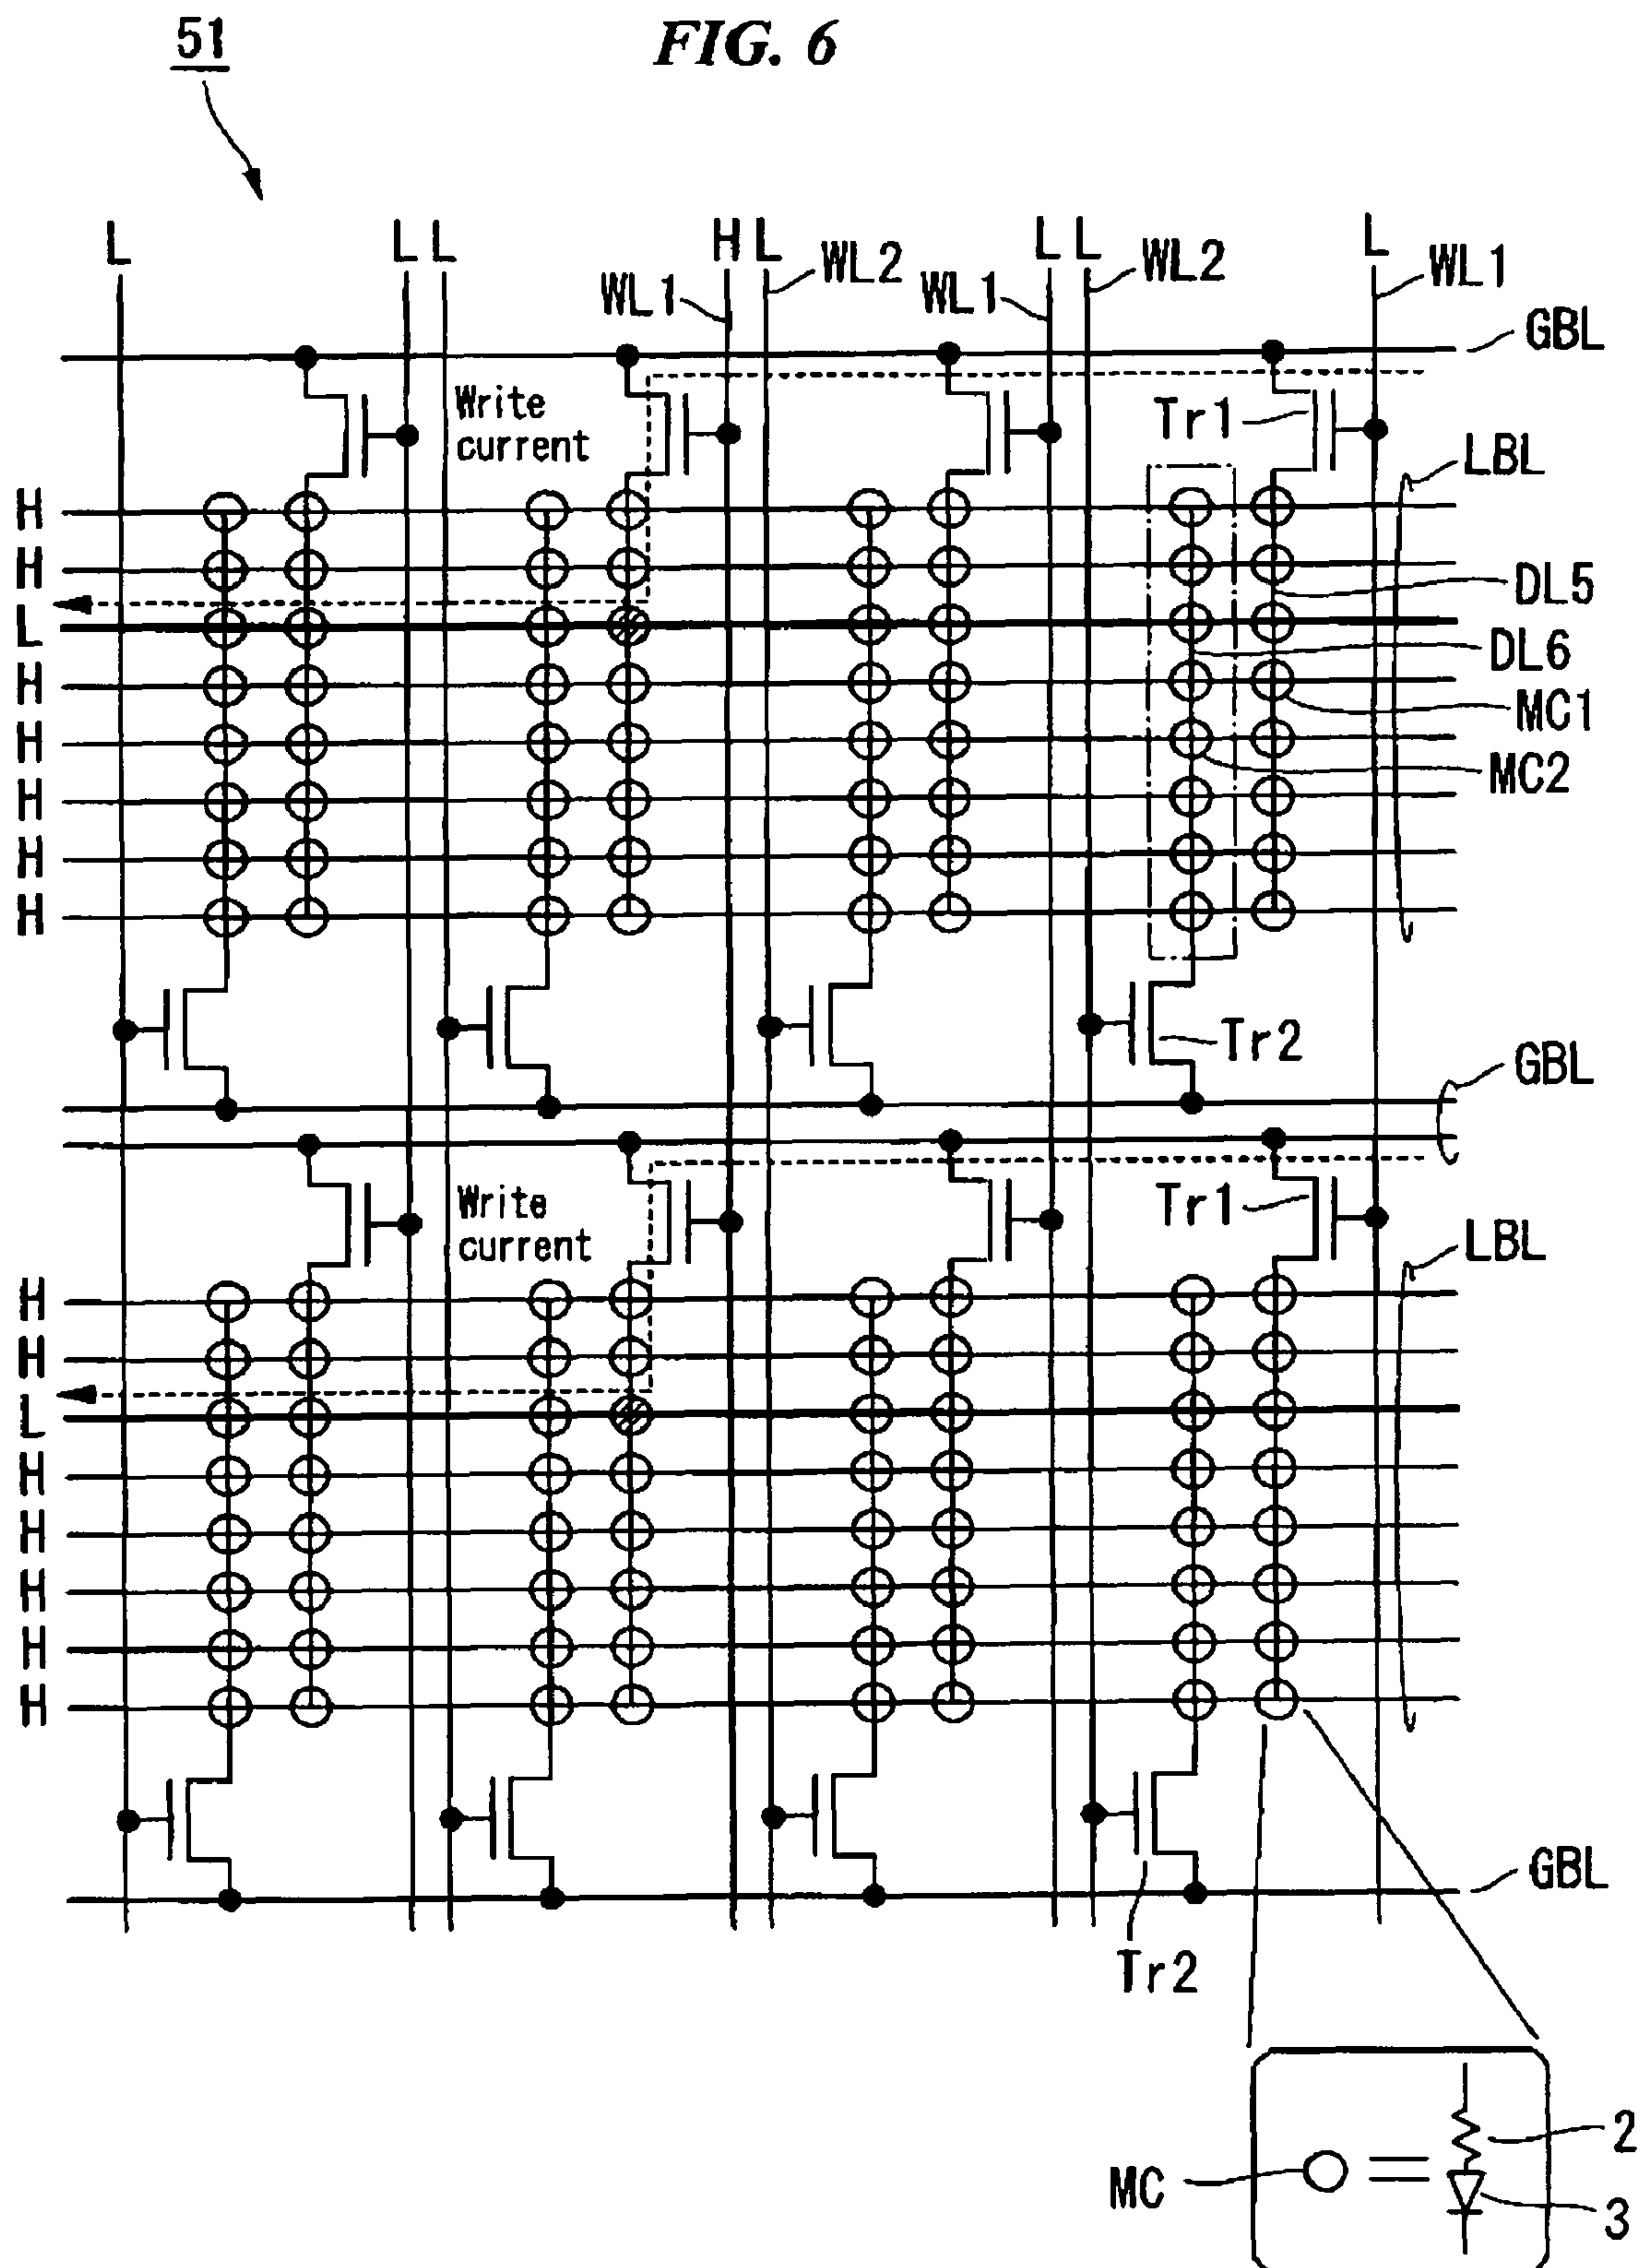 51
FIG. 6
L L L H L L L L
WL1 WL2 WL1 WL2 WL1
GBL
Write
current
Tr1
LBL
H
H
L
H
H
H
H
H
DL5
DL6
MC1
MC2
Tr2
GBL
Write
current
Tr1
LBL
H
H
L
H
H
H
H
H
GBL
Tr2
MC
2
3